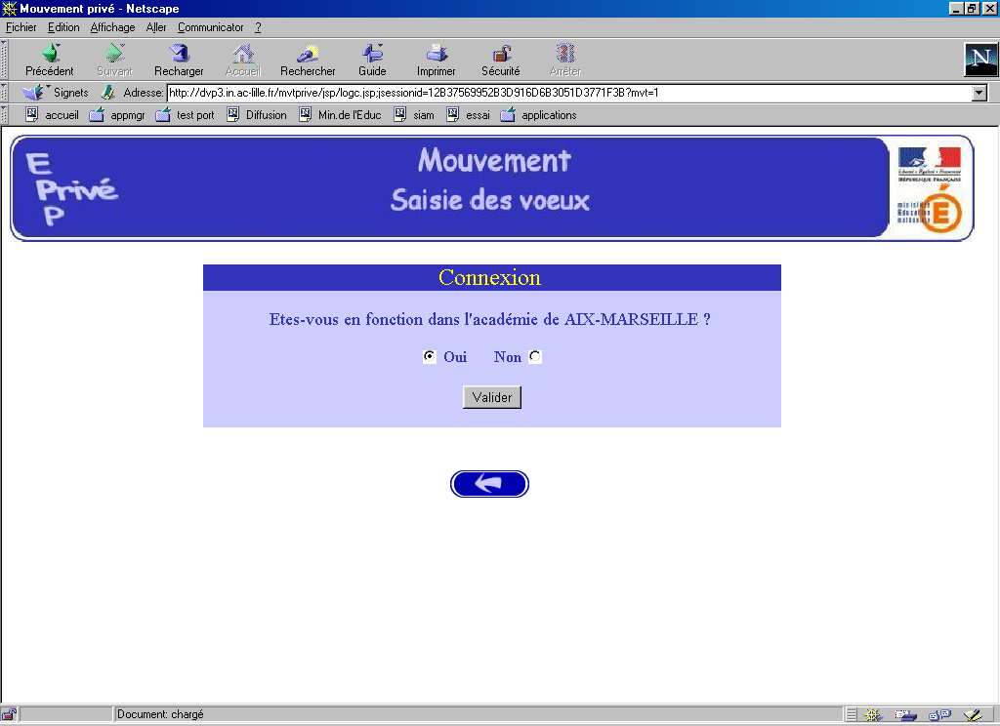 Mouvement privé - Netscape
Fichier Edition Affichage Aller Communicator ?
Précédent Suivant Recharger Accueil Rechercher Guide Imprimer Sécurité Arrêter
N
Signets Adresse: http://dvp3.in.ac-lille.fr/mvtprive/jsp/logc.jsp;jsessionid=12B37569952B3D916D6B3051D3771F3B?mvt=1
accueil appmgr test port Diffusion Min.de l'Educ siam essai applications
E
Privé
P
Mouvement
Saisie des voeux
Liberté • Égalité • Fraternité
RÉPUBLIQUE FRANÇAISE
ministère
éducation
nationale
É
Connexion
Etes-vous en fonction dans l'académie de AIX-MARSEILLE ?
Oui Non
Valider
Document: chargé